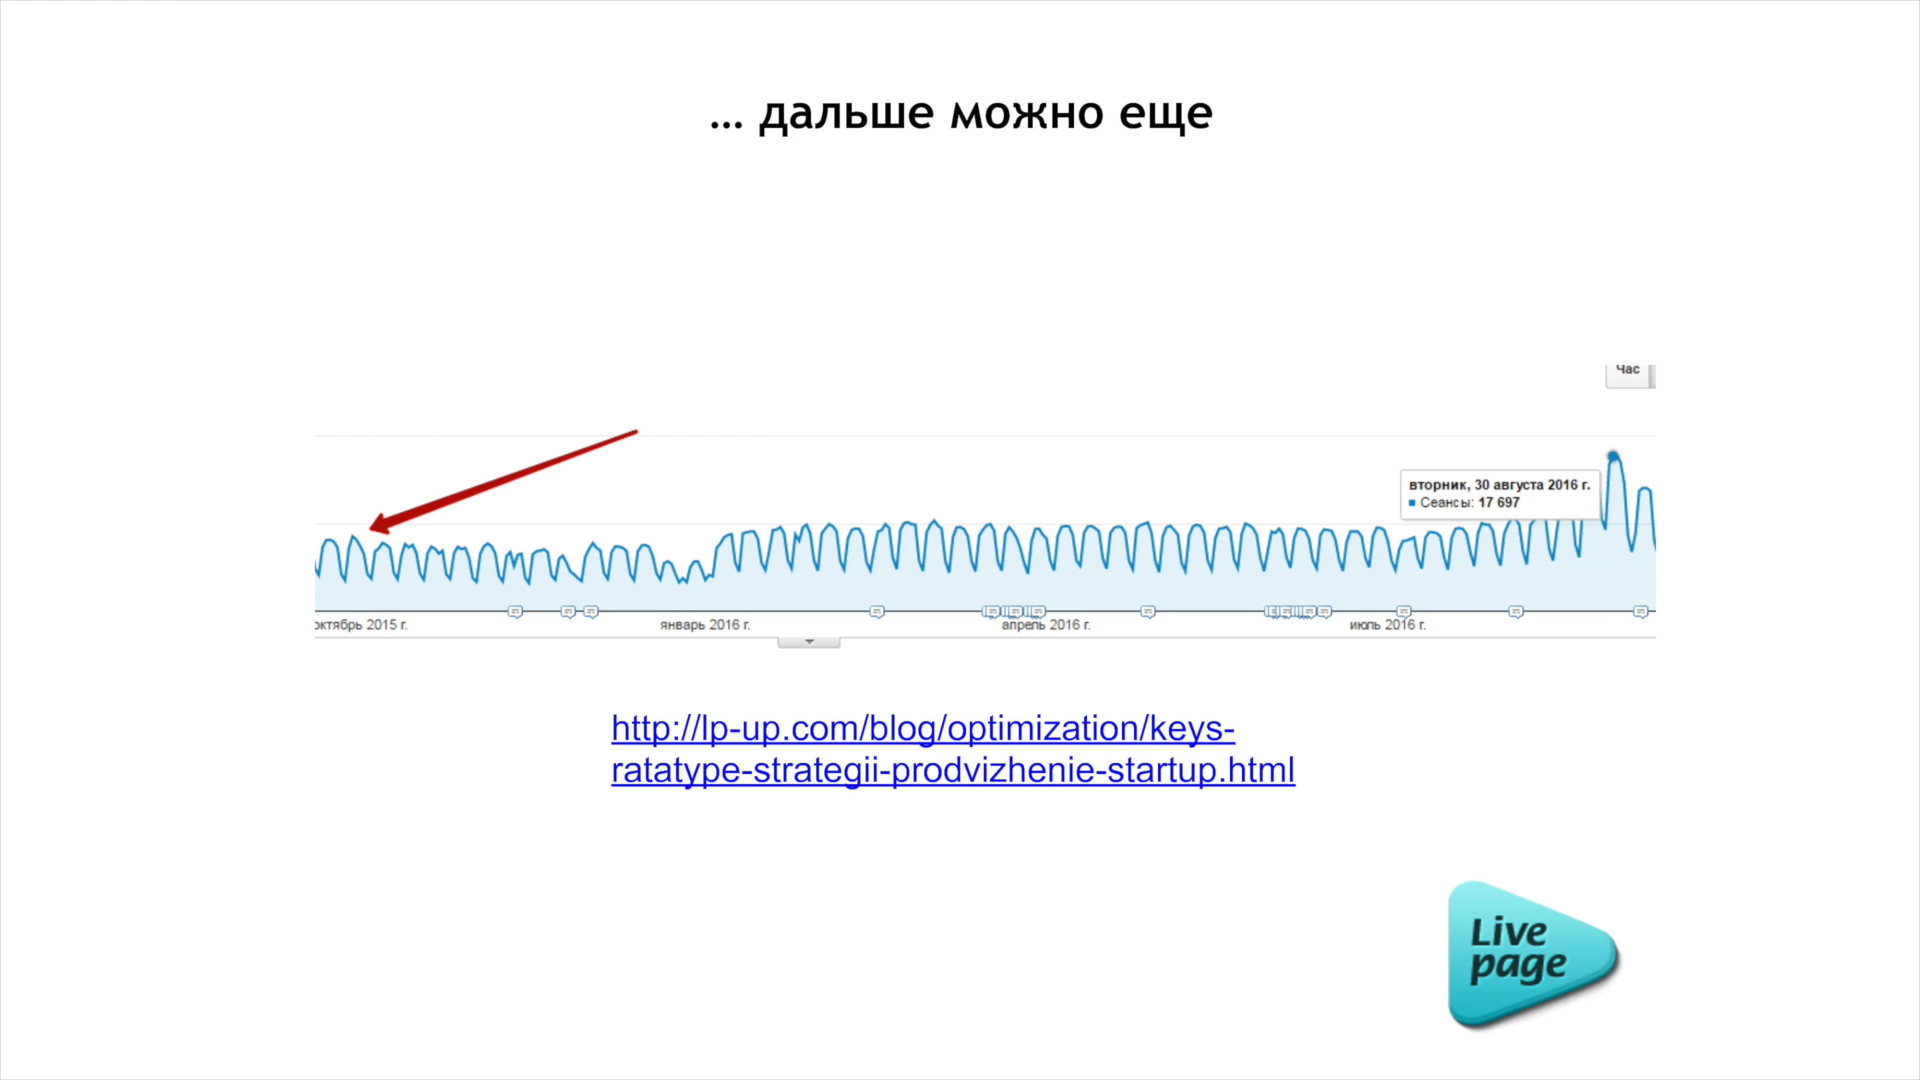 ... дальше можно еще
Час
вторник, 30 августа 2016 г.
Сеансы: 17 697
октябрь 2015 г.
январь 2016 г.
апрель 2016 г.
июль 2016 г.
http://lp-up.com/blog/optimization/keys-
ratatype-strategii-prodvizhenie-startup.html
Live
page